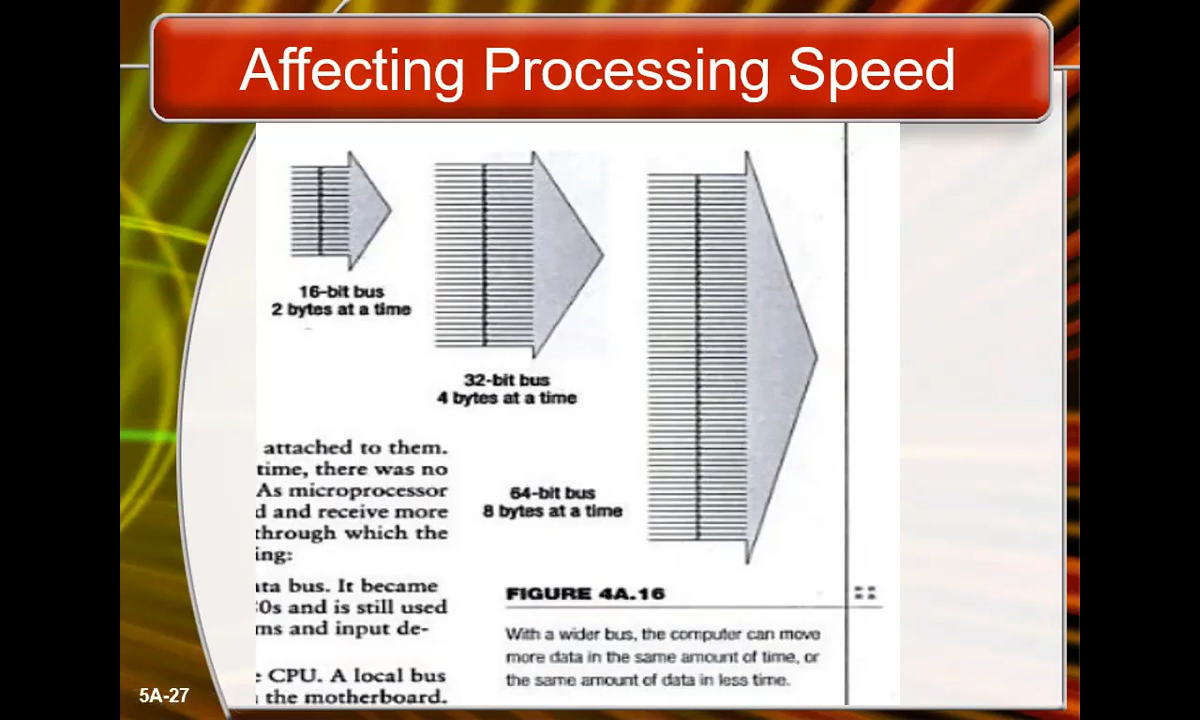 Affecting Processing Speed
16-bit bus
2 bytes at a time
32-bit bus
4 bytes at a time
64-bit bus
8 bytes at a time
attached to them.
time, there was no
As microprocessor
d and receive more
through which the
ing:
ta bus. It became
0s and is still used
ms and input de-
CPU. A local bus
the motherboard.
FIGURE 4A.16
With a wider bus, the computer can move
more data in the same amount of time, or
the same amount of data in less time.
5A-27